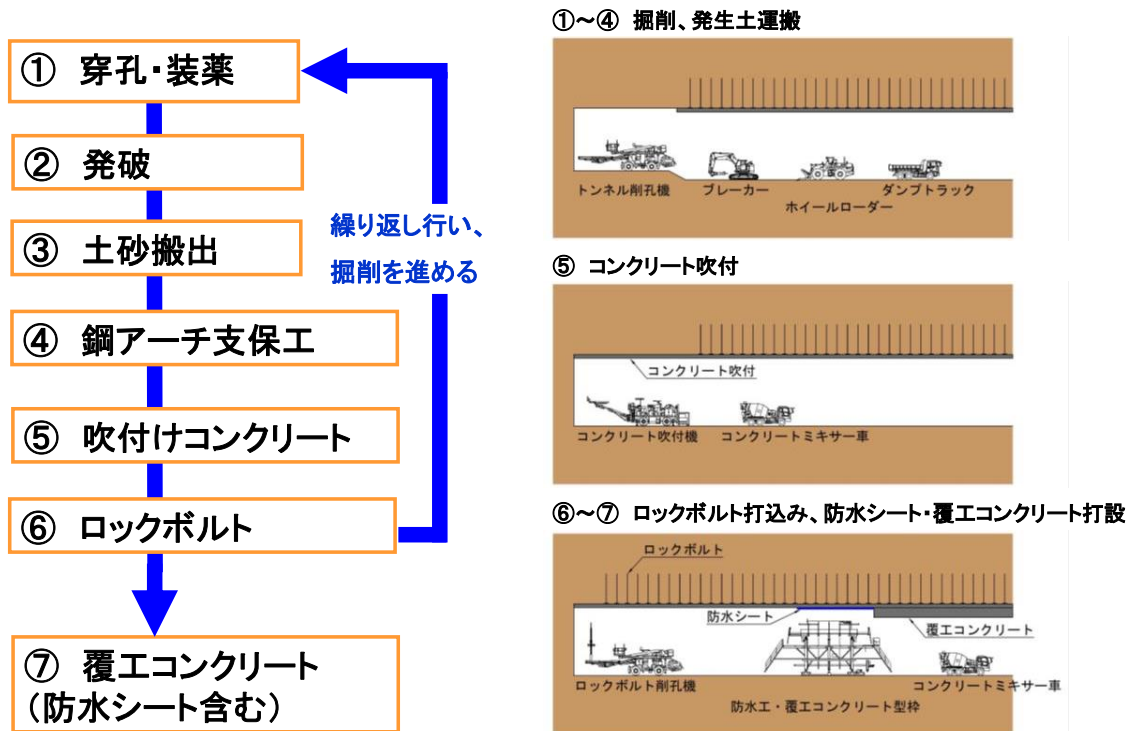 ① 穿孔・装薬
② 発破
③ 土砂搬出
④ 鋼アーチ支保工
⑤ 吹付けコンクリート
⑥ ロックボルト
繰り返し行い、
掘削を進める
⑦ 覆工コンクリート
（防水シート含む）
①～④ 掘削、発生土運搬
トンネル削孔機
ブレーカー
ホイールローダー
ダンプトラック
⑤ コンクリート吹付
コンクリート吹付
コンクリート吹付機
コンクリートミキサー車
⑥～⑦ ロックボルト打込み、防水シート・覆工コンクリート打設
ロックボルト
防水シート
覆工コンクリート
ロックボルト削孔機
防水工・覆工コンクリート型枠
コンクリートミキサー車